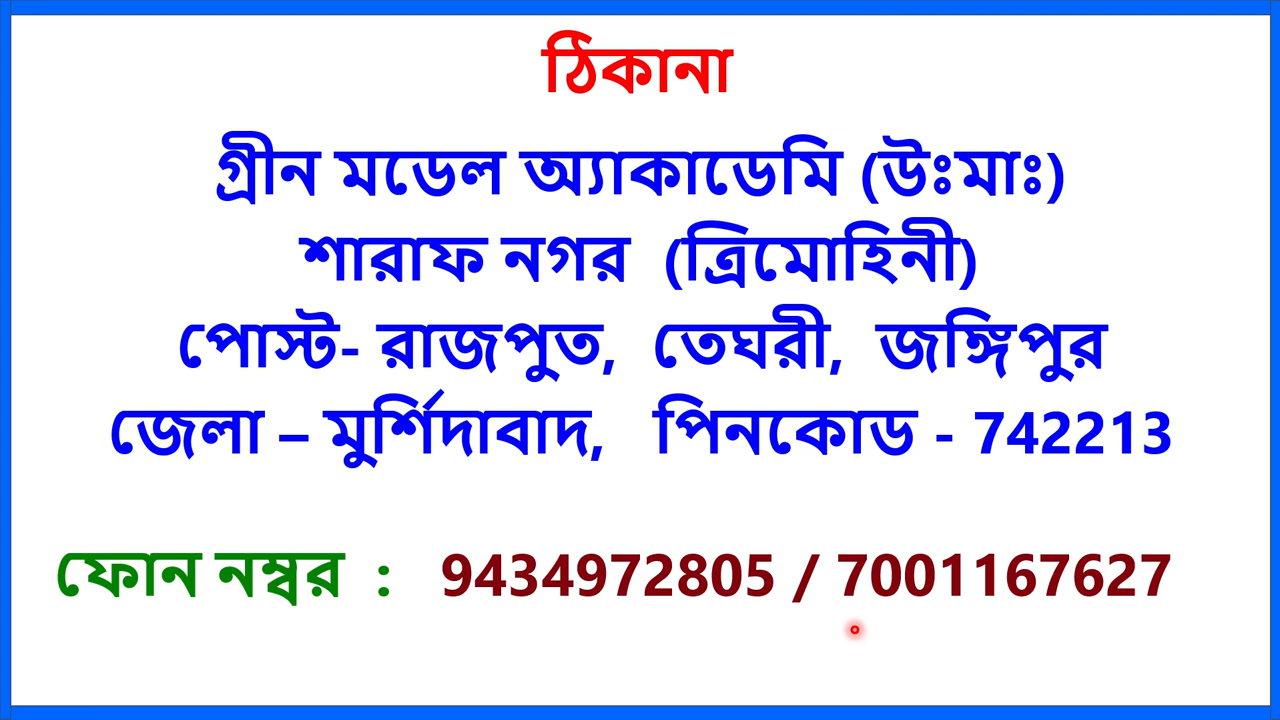 ঠিকানা
গ্রীন মডেল অ্যাকাডেমি (উঃমাঃ)
শারাফ নগর (ত্রিমোহিনী)
পোস্ট- রাজপুত, তেঘরী, জঙ্গিপুর
জেলা – মুর্শিদাবাদ, পিনকোড - 742213
ফোন নম্বর : 9434972805 / 7001167627